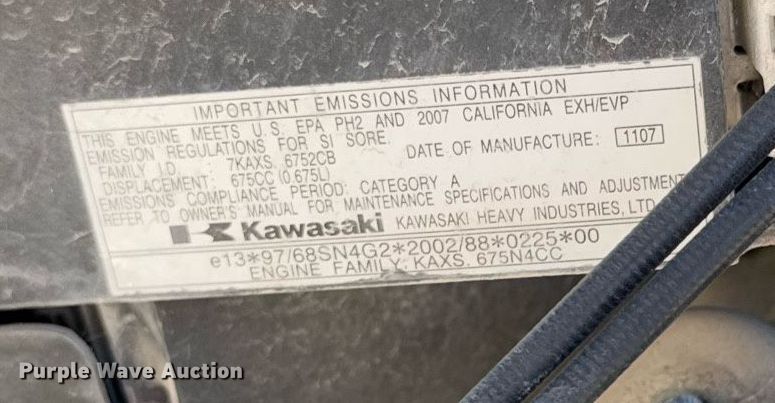 IMPORTANT EMISSIONS INFORMATION
THIS ENGINE MEETS U.S. EPA PH2 AND 2007 CALIFORNIA EXH/EVP
EMISSION REGULATIONS FOR SI SORE.
FAMILY I.D. : 7KAXS. 6752CB DATE OF MANUFACTURE: 1107
DISPLACEMENT: 675CC (0.675L)
EMISSIONS COMPLIANCE PERIOD: CATEGORY A
REFER TO OWNER'S MANUAL FOR MAINTENANCE SPECIFICATIONS AND ADJUSTMENT
Kawasaki KAWASAKI HEAVY INDUSTRIES, LTD.
e13*97/68SN4G2*2002/88*0225*00
ENGINE FAMILY: KAXS. 675N4CC
Purple Wave Auction